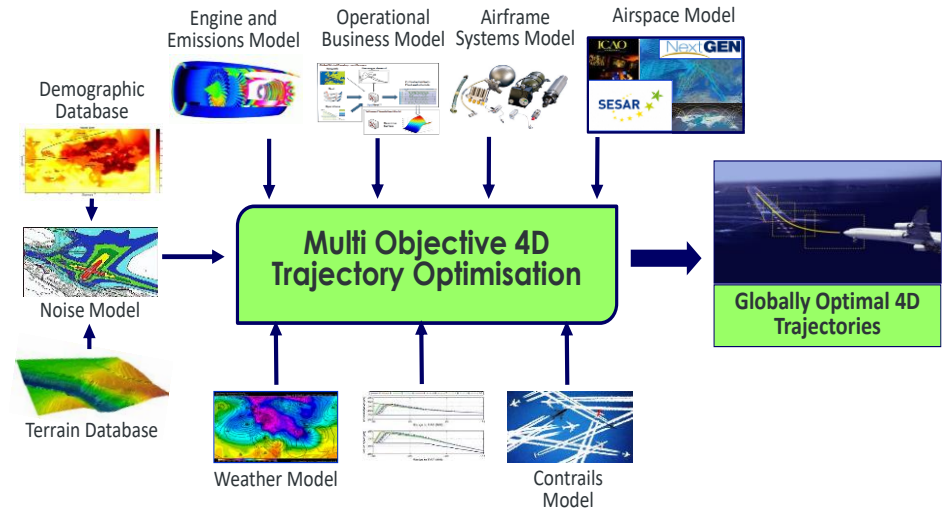 Engine and
Emissions Model
Operational
Business Model
Airframe
Systems Model
Airspace Model
ICAO
NextGEN
SESAR
Demographic
Database
Noise Model
Terrain Database
Multi Objective 4D
Trajectory Optimisation
Globally Optimal 4D
Trajectories
Weather Model
Contrails
Model